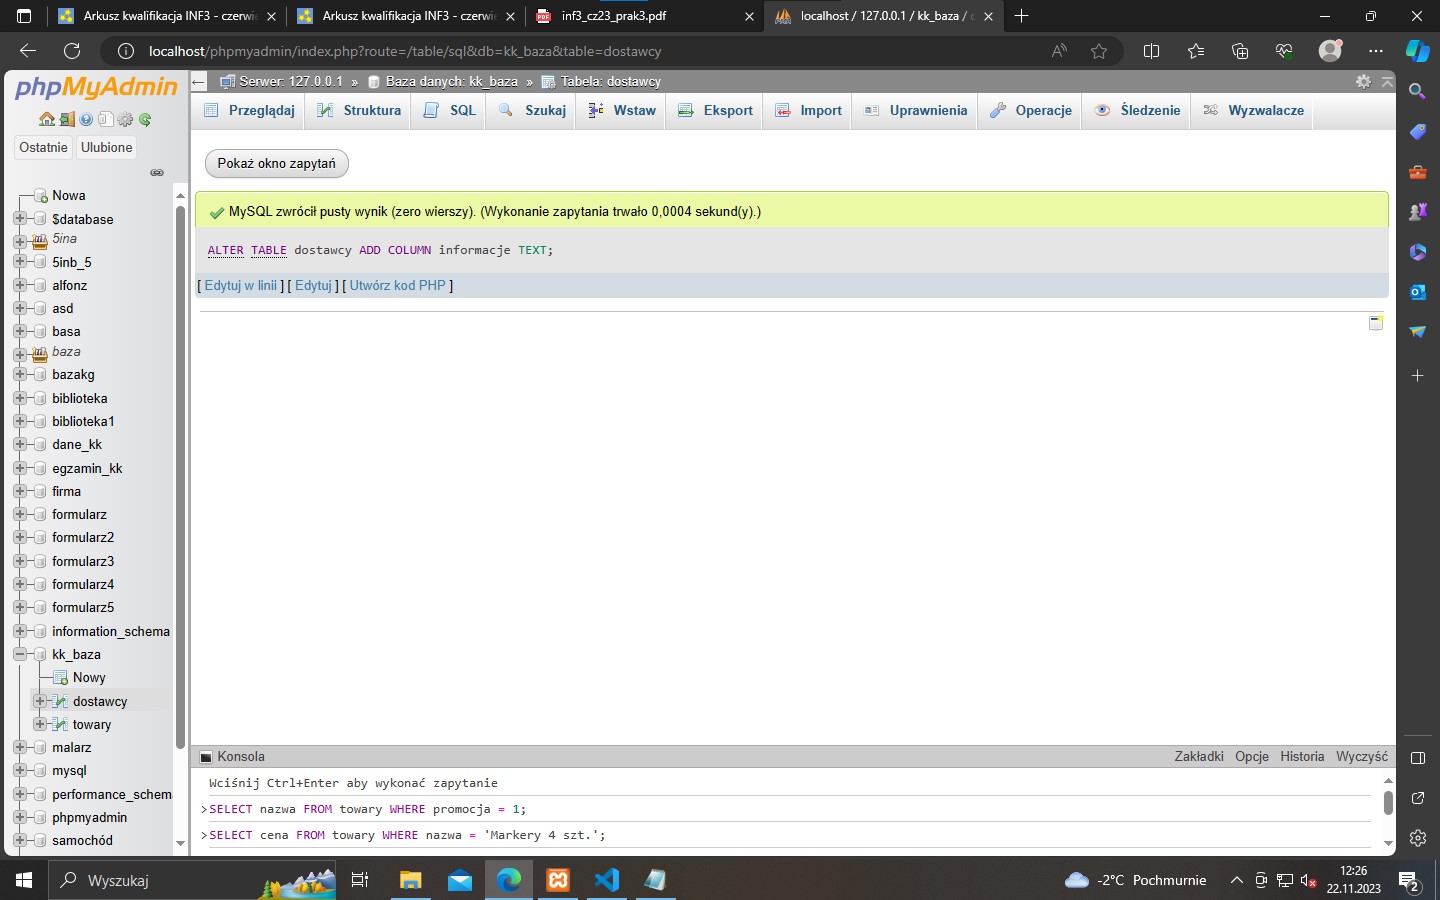 Arkusz kwalifikacja INF3 - czerwi
Arkusz kwalifikacja INF3 - czerwi
inf3_cz23_prak3.pdf
localhost / 127.0.0.1 / kk_baza /
localhost/phpmyadmin/index.php?route=/table/sql&db=kk_baza&table=dostawcy
phpMyAdmin
Ostatnie
Ulubione
Nowa
$database
5ina
5inb_5
alfonz
asd
basa
baza
bazakg
biblioteka
biblioteka1
dane_kk
egzamin_kk
firma
formularz
formularz2
formularz3
formularz4
formularz5
information_schema
kk_baza
Nowy
dostawcy
towary
malarz
mysql
performance_schem
phpmyadmin
samochód
Serwer: 127.0.0.1 » Baza danych: kk_baza » Tabela: dostawcy
Przeglądaj Struktura SQL Szukaj Wstaw Eksport Import Uprawnienia Operacje Śledzenie Wyzwalacze
Pokaż okno zapytań
MySQL zwrócił pusty wynik (zero wierszy). (Wykonanie zapytania trwało 0,0004 sekund(y).)
ALTER TABLE dostawcy ADD COLUMN informacje TEXT;
[ Edytuj w linii ] [ Edytuj ] [ Utwórz kod PHP ]
Konsola
Zakładki Opcje Historia Wyczyść
Wciśnij Ctrl+Enter aby wykonać zapytanie
>SELECT nazwa FROM towary WHERE promocja = 1;
>SELECT cena FROM towary WHERE nazwa = 'Markery 4 szt.';
Wyszukaj
-2°C Pochmurnie
12:26
22.11.2023
2